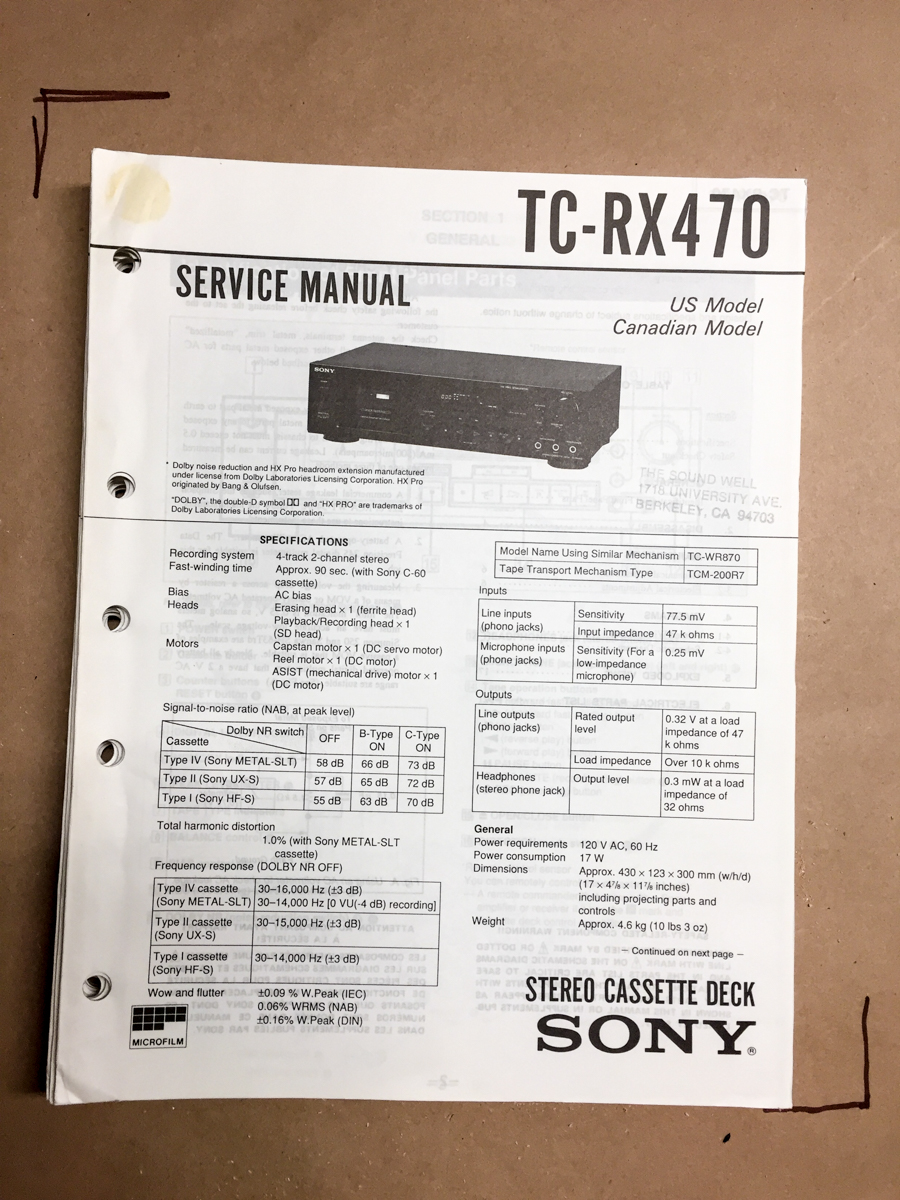 TC-RX470
SERVICE MANUAL
US Model
Canadian Model
SONY
* Dolby noise reduction and HX Pro headroom extension manufactured
under license from Dolby Laboratories Licensing Corporation. HX Pro
originated by Bang & Olufsen.
"DOLBY", the double-D symbol and "HX PRO" are trademarks of
Dolby Laboratories Licensing Corporation.
THE SOUND WELL
1718 UNIVERSITY AVE.
BERKELEY, CA 94703
SPECIFICATIONS
Recording system 4-track 2-channel stereo
Fast-winding time Approx. 90 sec. (with Sony C-60
cassette)
Bias AC bias
Heads Erasing head × 1 (ferrite head)
Playback/Recording head × 1
(SD head)
Motors Capstan motor × 1 (DC servo motor)
Reel motor × 1 (DC motor)
ASIST (mechanical drive) motor × 1
(DC motor)
Signal-to-noise ratio (NAB, at peak level)
Dolby NR switch
Cassette
OFF
B-Type
ON
C-Type
ON
Type IV (Sony METAL-SLT) 58 dB 66 dB 73 dB
Type II (Sony UX-S) 57 dB 65 dB 72 dB
Type I (Sony HF-S) 55 dB 63 dB 70 dB
Total harmonic distortion
1.0% (with Sony METAL-SLT
cassette)
Frequency response (DOLBY NR OFF)
Type IV cassette 30–16,000 Hz (±3 dB)
(Sony METAL-SLT) 30–14,000 Hz [0 VU(-4 dB) recording]
Type II cassette 30–15,000 Hz (±3 dB)
(Sony UX-S)
Type I cassette 30–14,000 Hz (±3 dB)
(Sony HF-S)
Wow and flutter ±0.09 % W.Peak (IEC)
0.06% WRMS (NAB)
±0.16% W.Peak (DIN)
MICROFILM
Model Name Using Similar Mechanism TC-WR870
Tape Transport Mechanism Type TCM-200R7
Inputs
Line inputs
(phono jacks)
Sensitivity 77.5 mV
Input impedance 47 k ohms
Microphone inputs
(phone jacks)
Sensitivity (For a
low-impedance
microphone)
0.25 mV
Outputs
Line outputs
(phono jacks)
Rated output
level
0.32 V at a load
impedance of 47
k ohms
Load impedance Over 10 k ohms
Headphones
(stereo phone jack)
Output level
0.3 mW at a load
impedance of
32 ohms
General
Power requirements 120 V AC, 60 Hz
Power consumption 17 W
Dimensions Approx. 430 × 123 × 300 mm (w/h/d)
(17 × 4⅞ × 11⅞ inches)
including projecting parts and
controls
Weight Approx. 4.6 kg (10 lbs 3 oz)
– Continued on next page –
STEREO CASSETTE DECK
SONY®